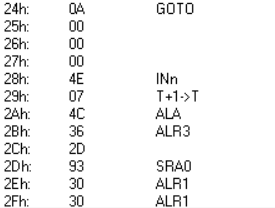 24h: 0A GOTO
25h: 00
26h: 00
27h: 00
28h: 4E INn
29h: 07 T+1->T
2Ah: 4C ALA
2Bh: 36 ALR3
2Ch: 2D
2Dh: 93 SRA0
2Eh: 30 ALR1
2Fh: 30 ALR1